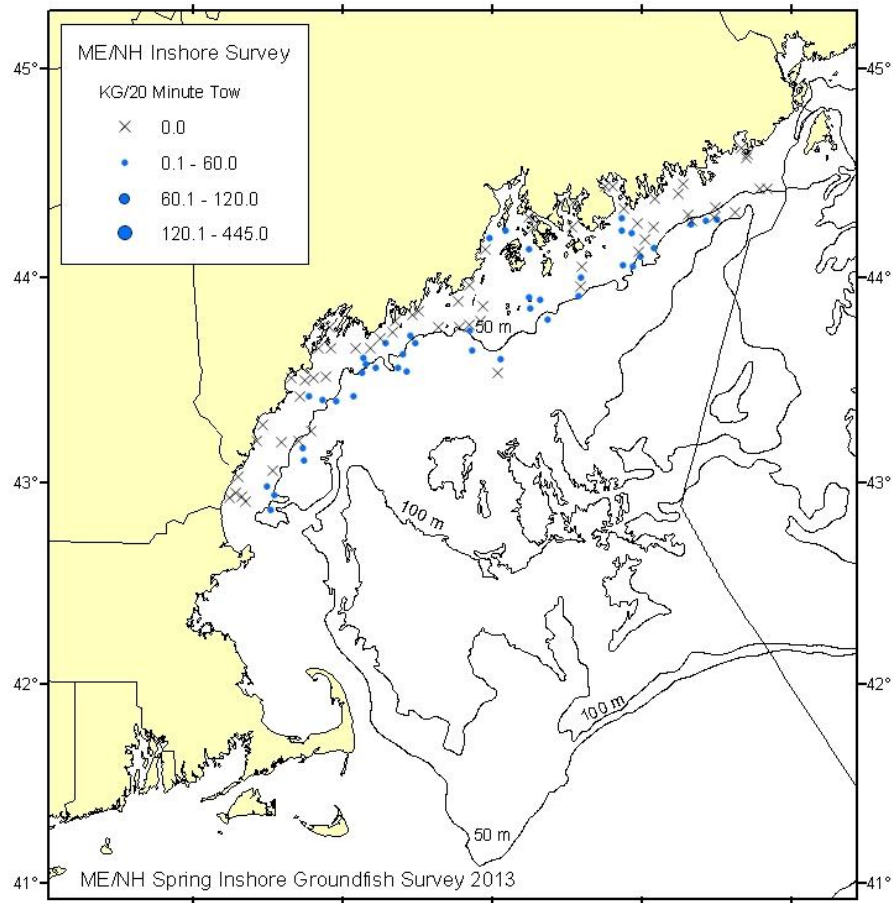 ME/NH Inshore Survey
KG/20 Minute Tow
0.0
0.1 - 60.0
60.1 - 120.0
120.1 - 445.0
45°
45°
44°
44°
50 m
43°
43°
100 m
42°
42°
100 m
50 m
ME/NH Spring Inshore Groundfish Survey 2013
41°
41°